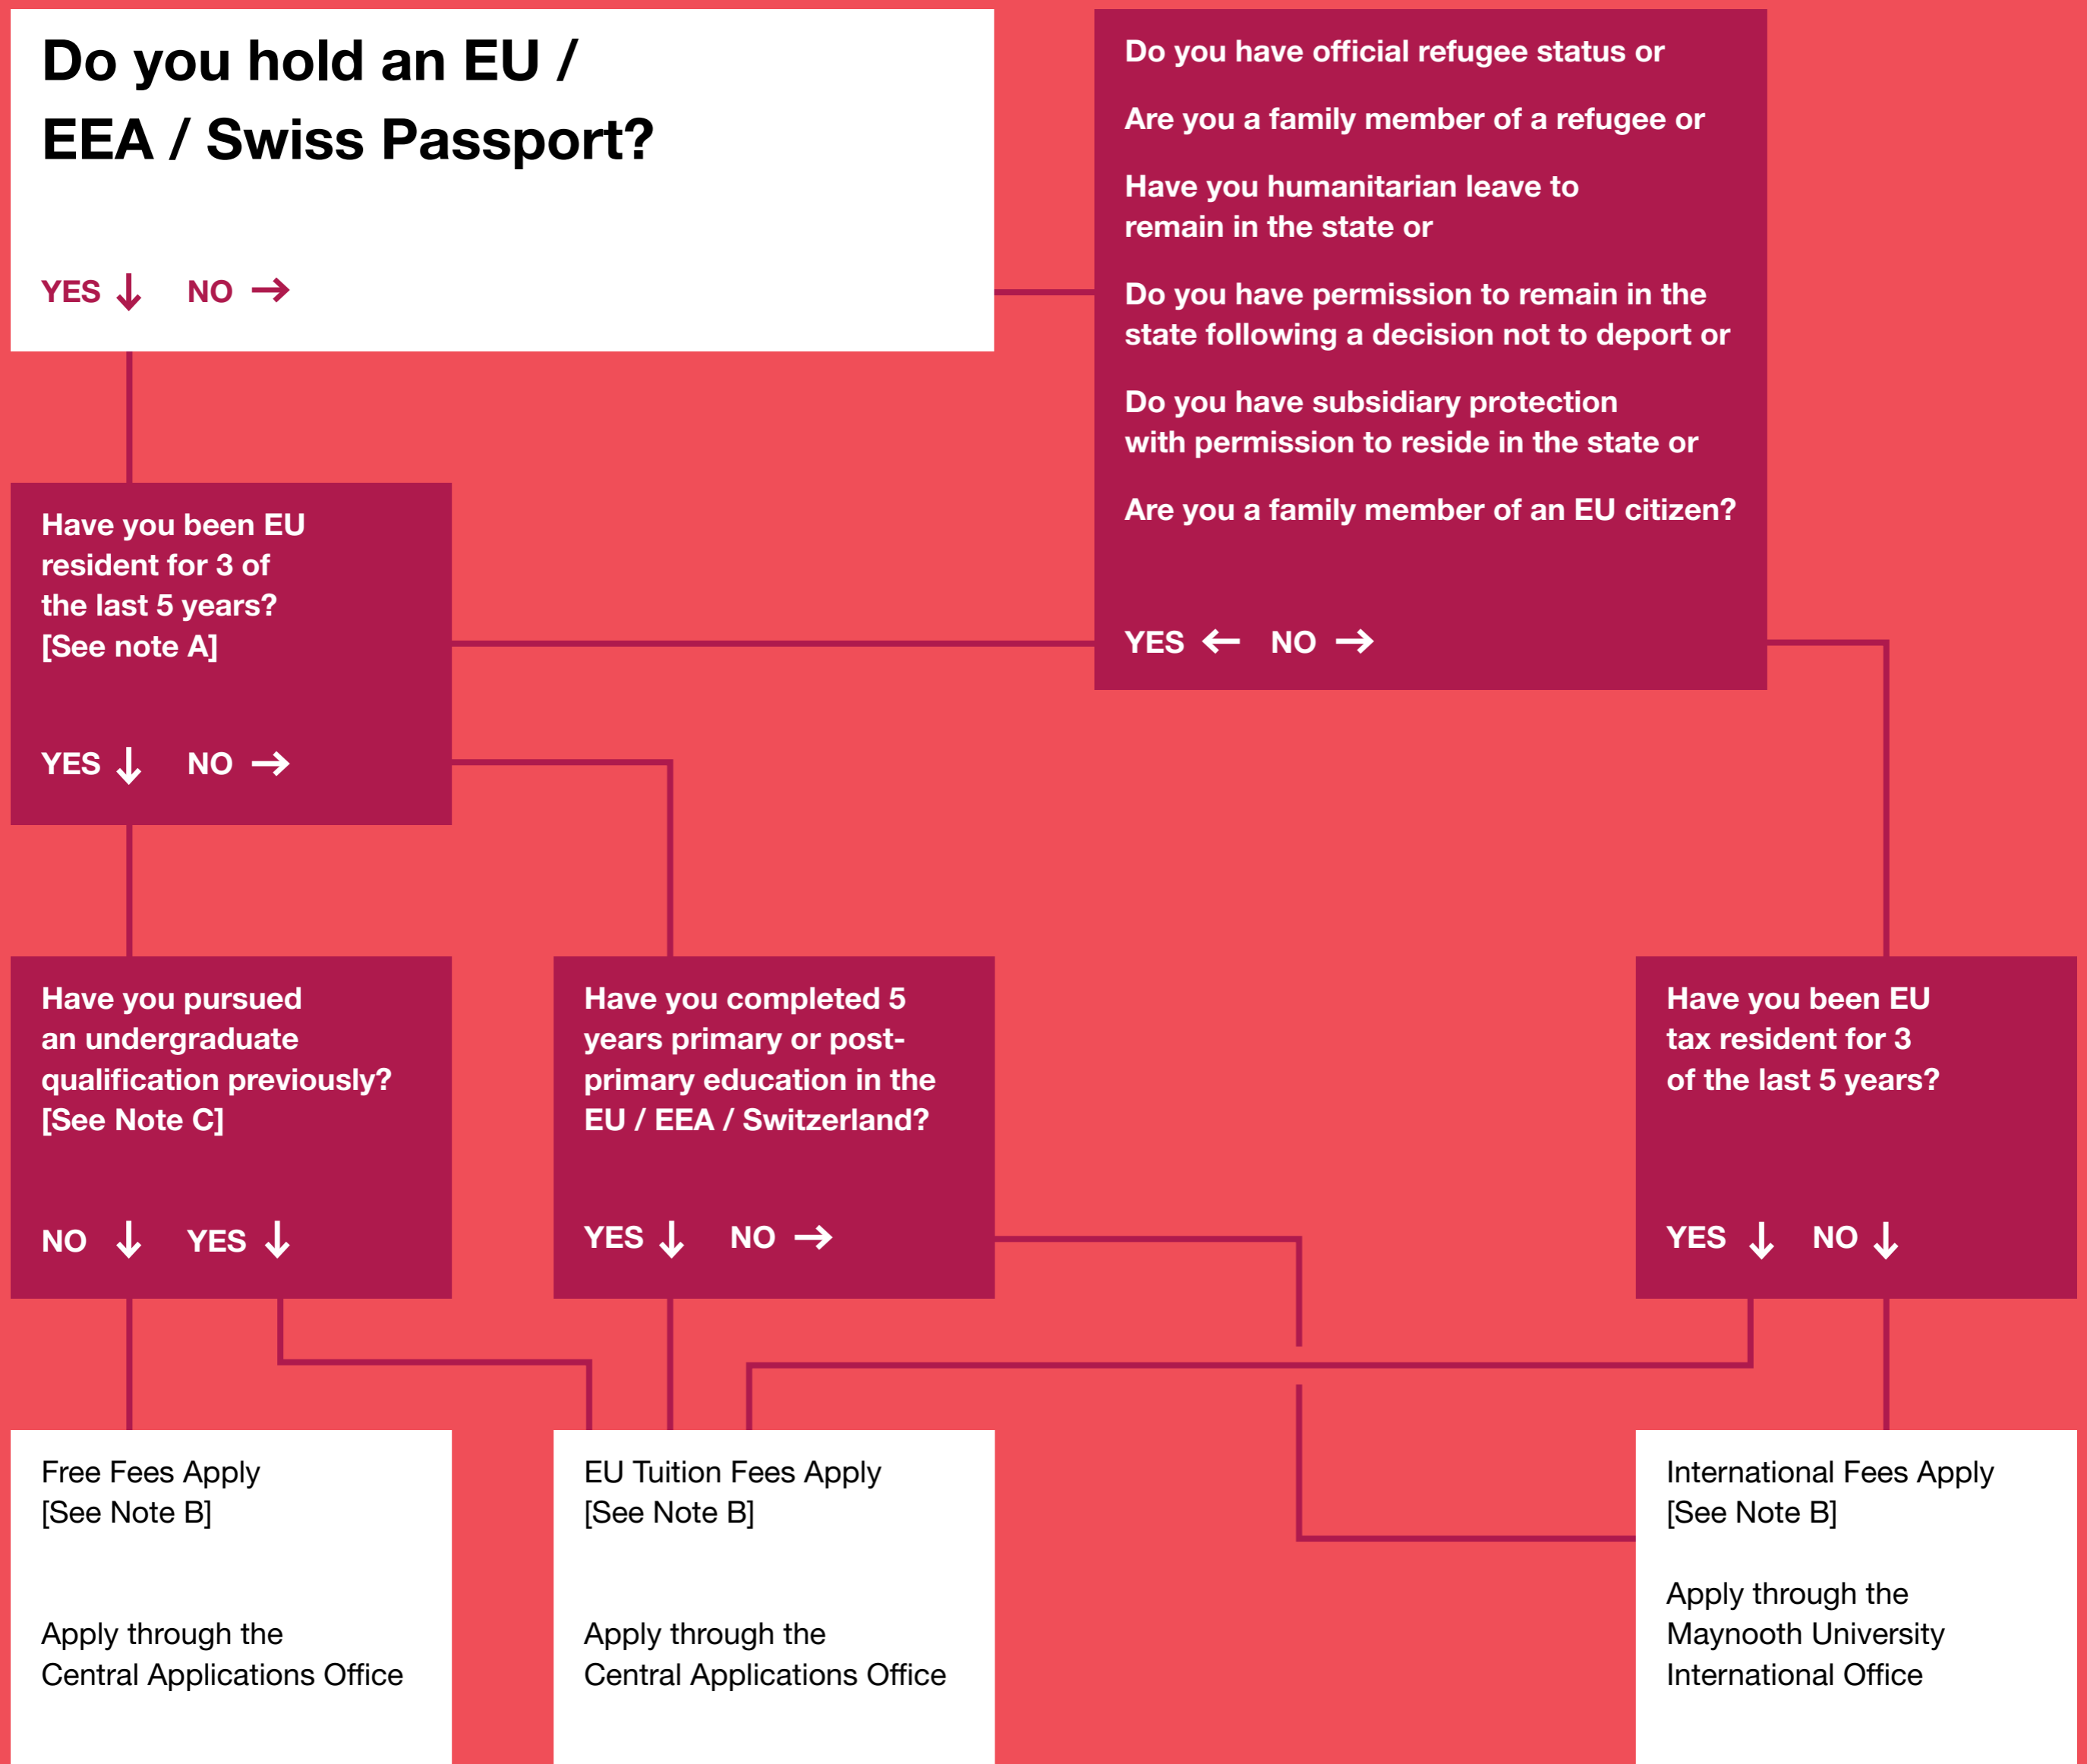 Do you hold an EU /
EEA / Swiss Passport?
YES ↓ NO →
Do you have official refugee status or
Are you a family member of a refugee or
Have you humanitarian leave to
remain in the state or
Do you have permission to remain in the
state following a decision not to deport or
Do you have subsidiary protection
with permission to reside in the state or
Are you a family member of an EU citizen?
YES ← NO →
Have you been EU
resident for 3 of
the last 5 years?
[See note A]
YES ↓ NO →
Have you pursued
an undergraduate
qualification previously?
[See Note C]
NO ↓ YES ↓
Have you completed 5
years primary or post-
primary education in the
EU / EEA / Switzerland?
YES ↓ NO →
Have you been EU
tax resident for 3
of the last 5 years?
YES ↓ NO ↓
Free Fees Apply
[See Note B]
Apply through the
Central Applications Office
EU Tuition Fees Apply
[See Note B]
Apply through the
Central Applications Office
International Fees Apply
[See Note B]
Apply through the
Maynooth University
International Office